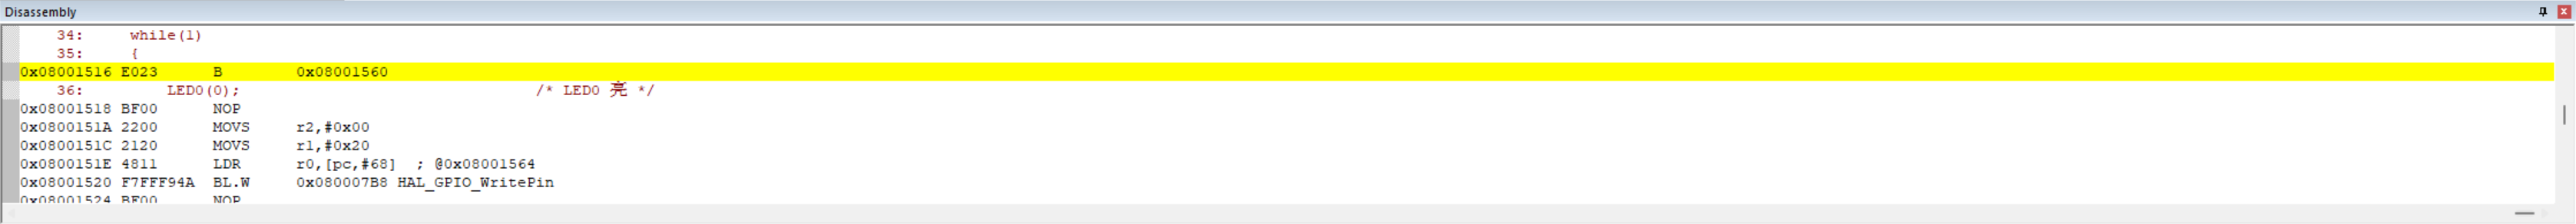 Disassembly
34: while(1)
35: {
0x08001516 E023 B 0x08001560
36: LED0(0); /* LED0 亮 */
0x08001518 BF00 NOP
0x0800151A 2200 MOVS r2,#0x00
0x0800151C 2120 MOVS r1,#0x20
0x0800151E 4811 LDR r0,[pc,#68] ; @0x08001564
0x08001520 F7FFF94A BL.W 0x080007B8 HAL_GPIO_WritePin
0x08001524 BF00 NOP